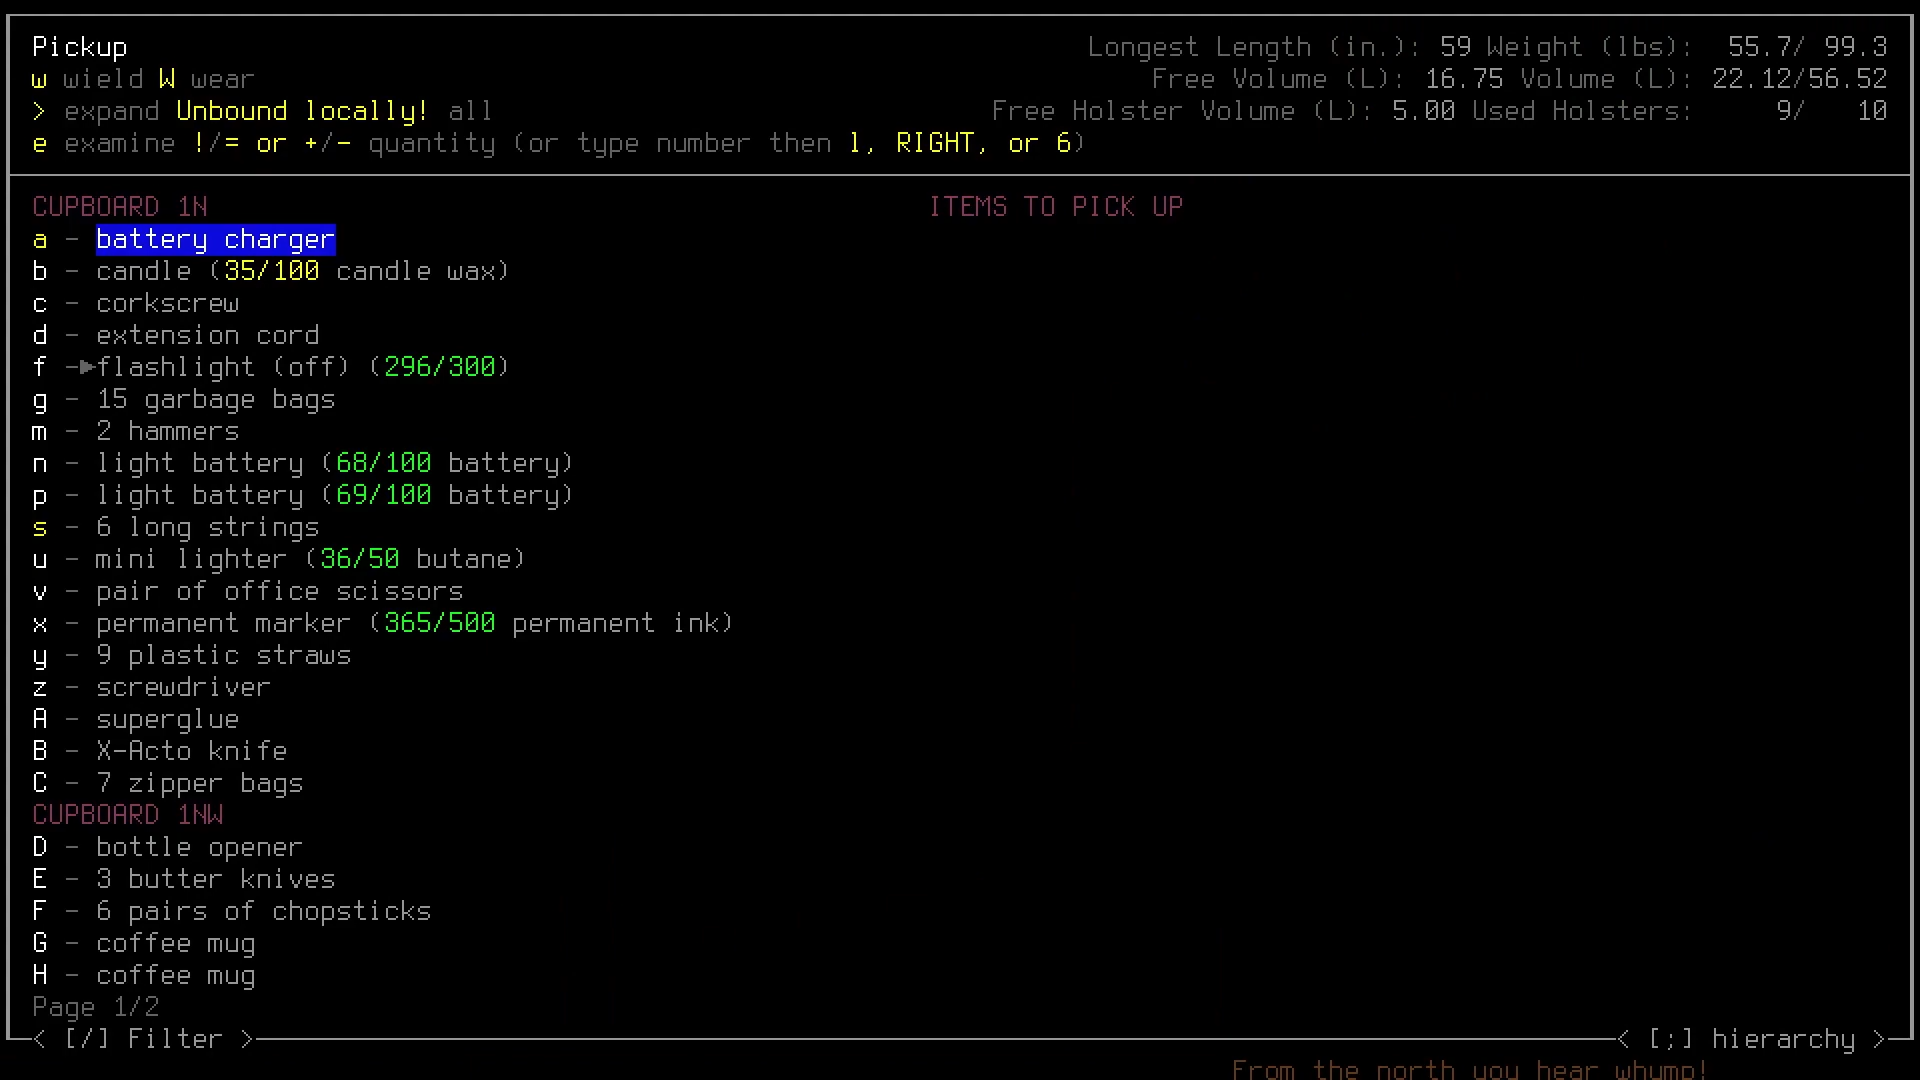 Pickup Longest Length (in.): 59 Weight (lbs): 55.7/ 99.3
w wield W wear Free Volume (L): 16.75 Volume (L): 22.12/56.52
> expand Unbound locally! all Free Holster Volume (L): 5.00 Used Holsters: 9/ 10
e examine !/= or +/- quantity (or type number then l, RIGHT, or 6)
CUPBOARD 1N ITEMS TO PICK UP
a - battery charger
b - candle (35/100 candle wax)
c - corkscrew
d - extension cord
f -▶flashlight (off) (296/300)
g - 15 garbage bags
m - 2 hammers
n - light battery (68/100 battery)
p - light battery (69/100 battery)
s - 6 long strings
u - mini lighter (36/50 butane)
v - pair of office scissors
x - permanent marker (365/500 permanent ink)
y - 9 plastic straws
z - screwdriver
A - superglue
B - X-Acto knife
C - 7 zipper bags
CUPBOARD 1NW
D - bottle opener
E - 3 butter knives
F - 6 pairs of chopsticks
G - coffee mug
H - coffee mug
Page 1/2
< [/] Filter > < [;] hierarchy >
From the north you hear whump!